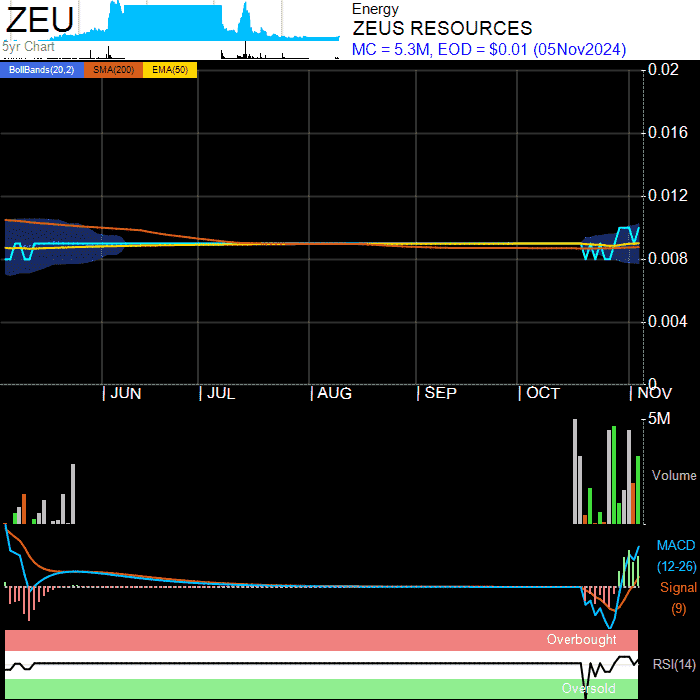 ZEU
5yr Chart
Energy
ZEUS RESOURCES
MC = 5.3M, EOD = $0.01 (05Nov2024)
BollBands(20,2) SMA(200) EMA(50)
0.02
0.016
0.012
0.008
0.004
0
JUN JUL AUG SEP OCT NOV
5M
Volume
MACD
(12-26)
Signal
(9)
Overbought
RSI(14)
Oversold